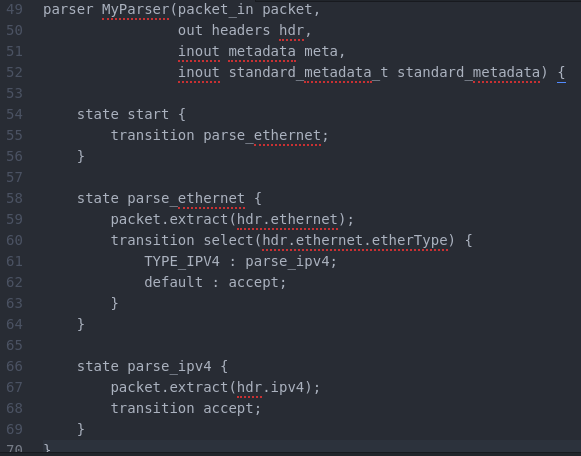 49 parser MyParser(packet_in packet,
50                 out headers hdr,
51                 inout metadata meta,
52                 inout standard_metadata_t standard_metadata) {
53
54     state start {
55         transition parse_ethernet;
56     }
57
58     state parse_ethernet {
59         packet.extract(hdr.ethernet);
60         transition select(hdr.ethernet.etherType) {
61             TYPE_IPV4 : parse_ipv4;
62             default : accept;
63         }
64     }
65
66     state parse_ipv4 {
67         packet.extract(hdr.ipv4);
68         transition accept;
69     }
70 }